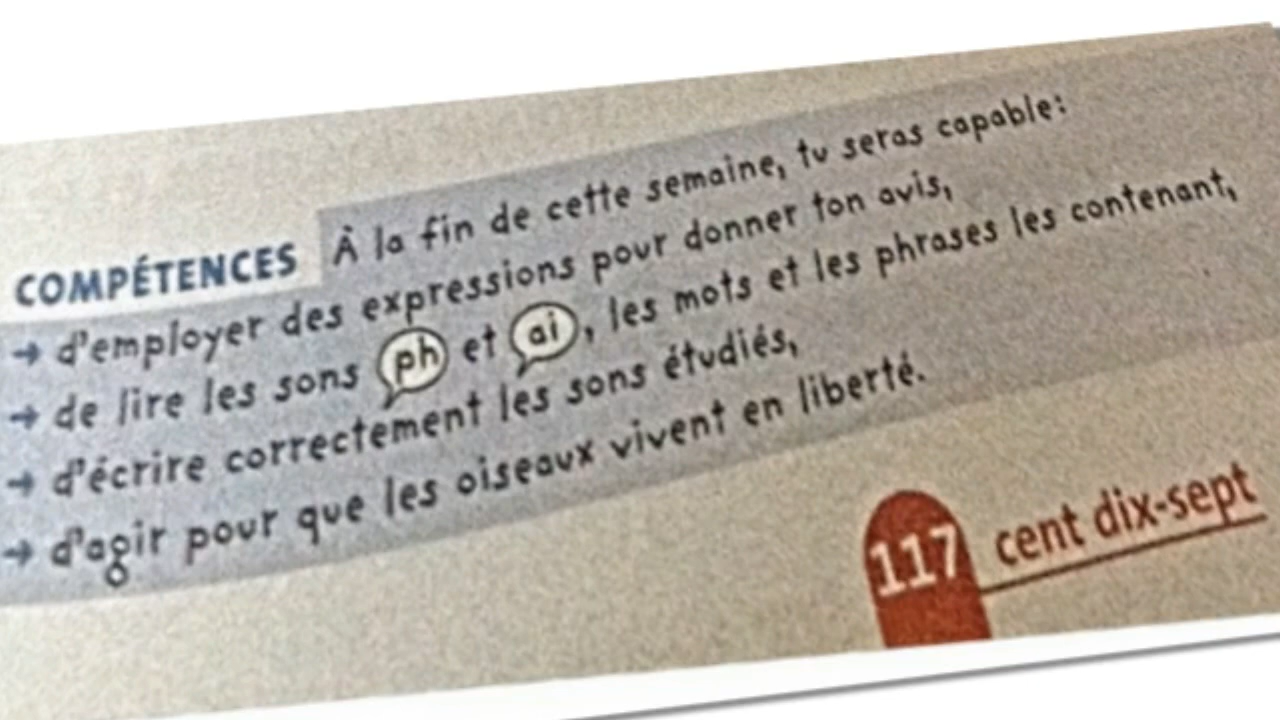 COMPÉTENCES À la fin de cette semaine, tu seras capable:
→ d'employer des expressions pour donner ton avis,
→ de lire les sons ph et ai, les mots et les phrases les contenant,
→ d'écrire correctement les sons étudiés,
→ d'agir pour que les oiseaux vivent en liberté.
117 cent dix-sept